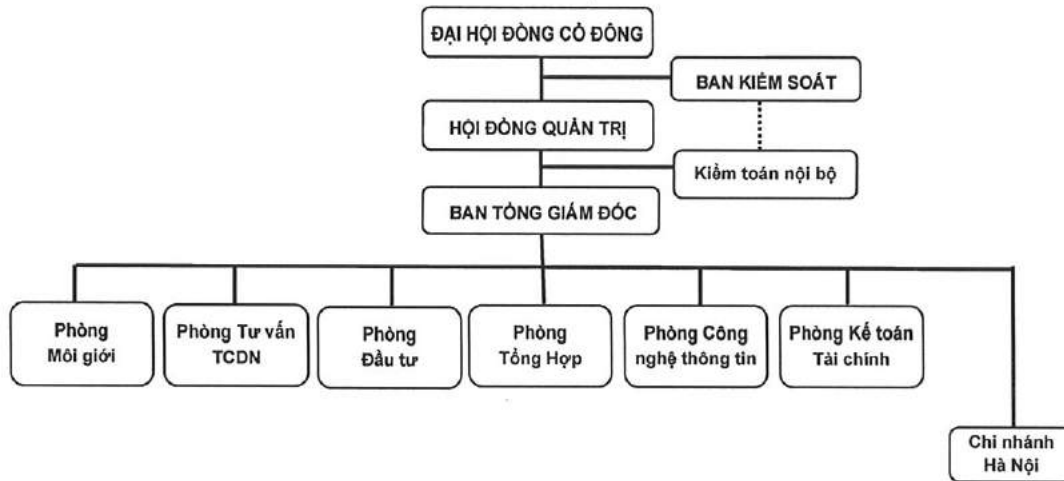 ĐẠI HỘI ĐỒNG CỔ ĐÔNG
BAN KIỂM SOÁT
HỘI ĐỒNG QUẢN TRỊ
Kiểm toán nội bộ
BAN TỔNG GIÁM ĐỐC
Phòng
Môi giới
Phòng Tư vấn
TCDN
Phòng
Đầu tư
Phòng
Tổng Hợp
Phòng Công
nghệ thông tin
Phòng Kế toán
Tài chính
Chi nhánh
Hà Nội